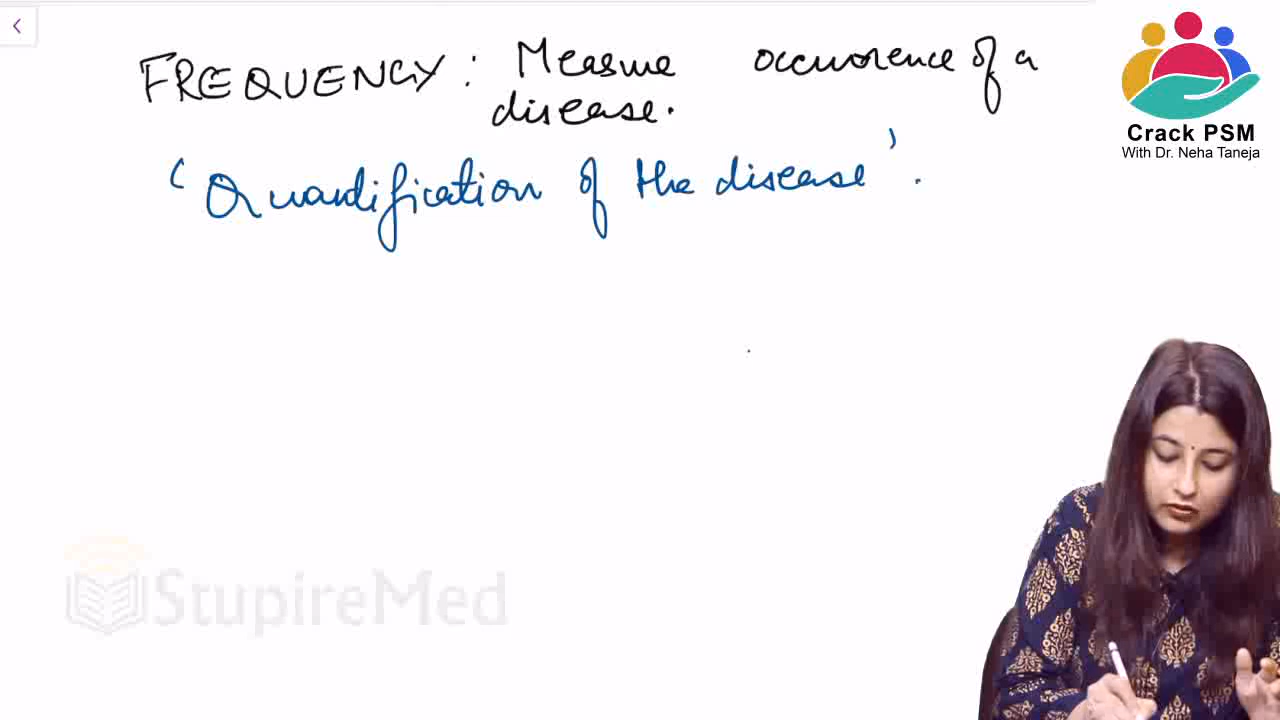 FREQUENCY : Measure occurrence of a
disease.
'Quantification of the disease'.
Crack PSM
With Dr. Neha Taneja
StupireMed